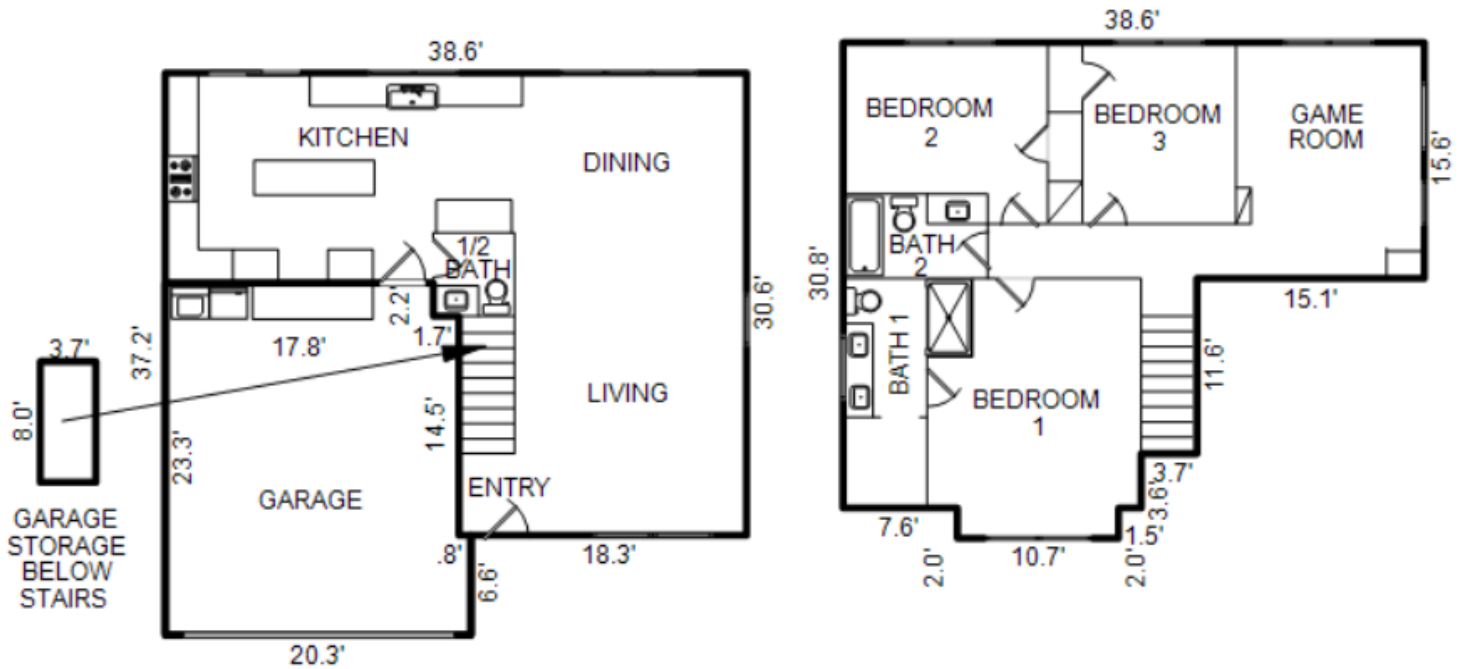 38.6'
KITCHEN
DINING
1/2
BATH
2.2'
1.7'
17.8'
30.6'
37.2'
3.7'
8.0'
23.3'
14.5'
LIVING
GARAGE
ENTRY
GARAGE
STORAGE
BELOW
STAIRS
.8'
18.3'
6.6'
20.3'
38.6'
BEDROOM
2
BEDROOM
3
GAME
ROOM
15.6'
BATH
2
30.8'
15.1'
BATH 1
11.6'
BEDROOM
1
3.7'
3.6'
7.6'
1.5'
2.0'
10.7'
2.0'